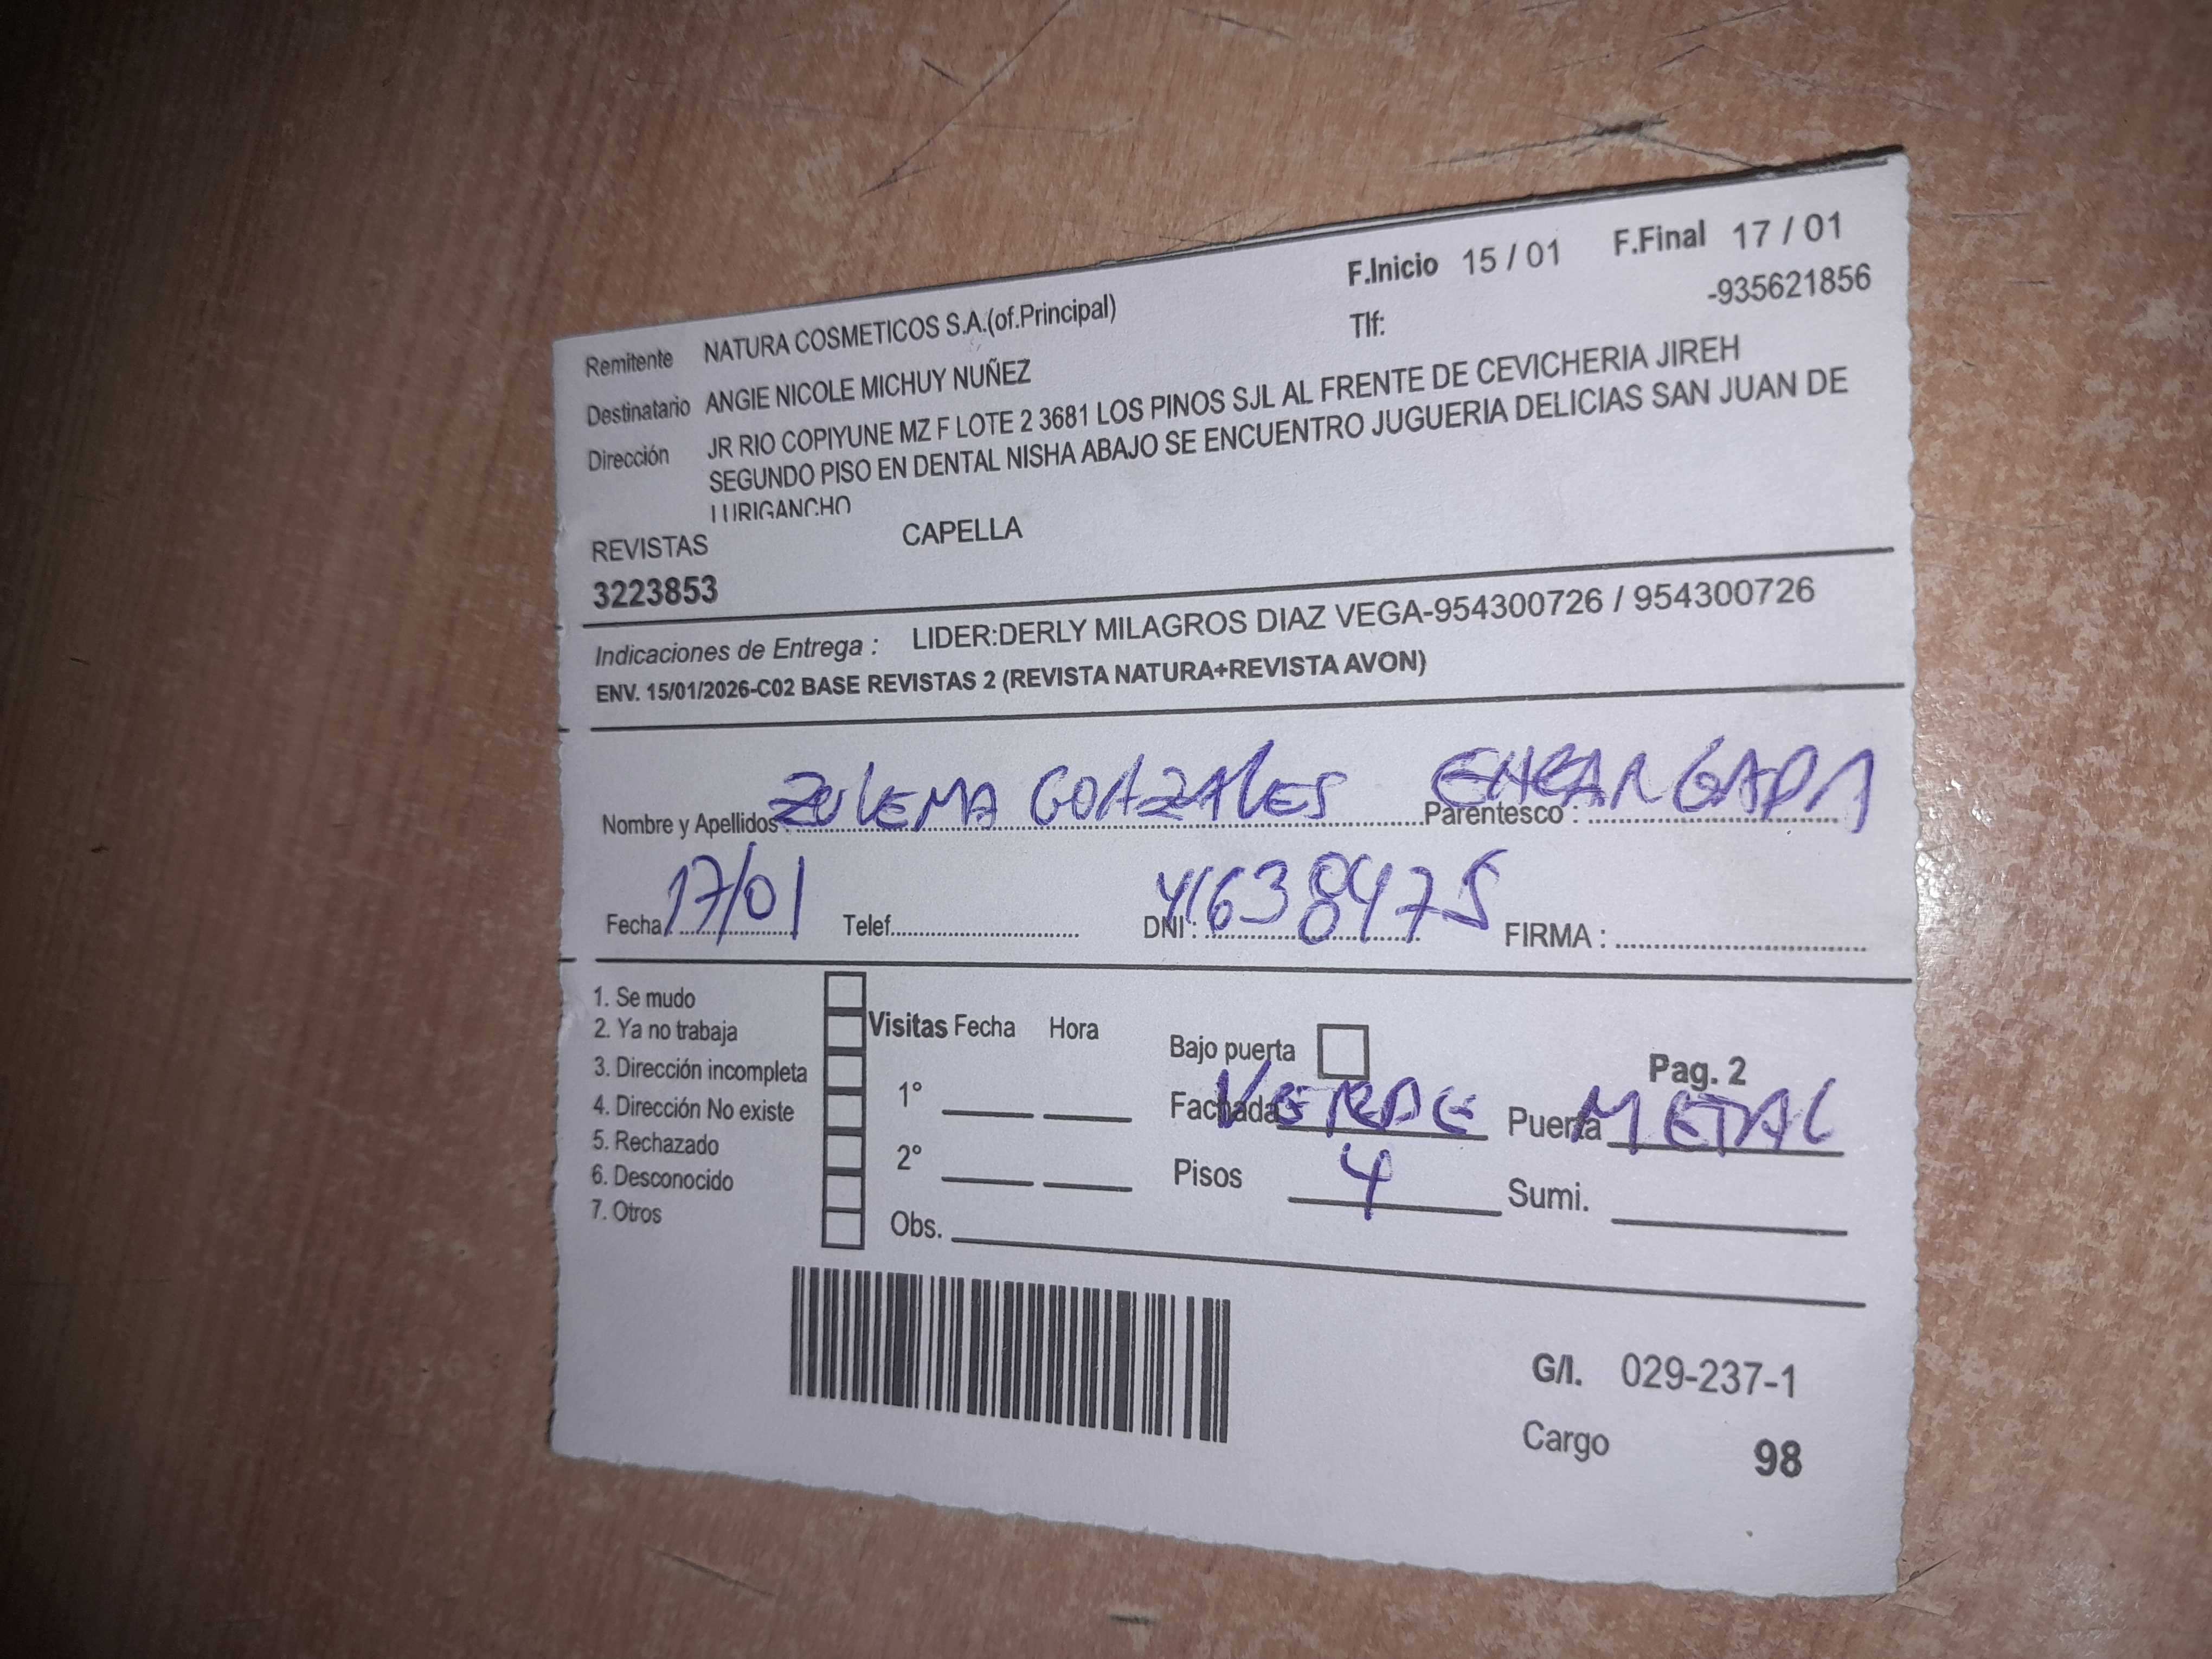 F.Inicio 15 / 01 F.Final 17 / 01
Remitente NATURA COSMETICOS S.A.(of.Principal) Tlf: -935621856
Destinatario ANGIE NICOLE MICHUY NUÑEZ
Dirección JR RIO COPIYUNE MZ F LOTE 2 3681 LOS PINOS SJL AL FRENTE DE CEVICHERIA JIREH
SEGUNDO PISO EN DENTAL NISHA ABAJO SE ENCUENTRO JUGUERIA DELICIAS SAN JUAN DE
LURIGANCHO
REVISTAS CAPELLA
3223853
Indicaciones de Entrega : LIDER:DERLY MILAGROS DIAZ VEGA-954300726 / 954300726
ENV. 15/01/2026-C02 BASE REVISTAS 2 (REVISTA NATURA+REVISTA AVON)
Nombre y Apellidos ZULEMA GONZALES Parentesco : ENCARGADA
Fecha 17/01 Telef. DNI : 41638475 FIRMA :
1. Se mudo
2. Ya no trabaja
3. Dirección incompleta
4. Dirección No existe
5. Rechazado
6. Desconocido
7. Otros
Visitas Fecha Hora
1°
2°
Obs.
Bajo puerta Pag. 2
Fachada VERDE Puerta METAL
Pisos 4 Sumi.
G/I. 029-237-1
Cargo 98